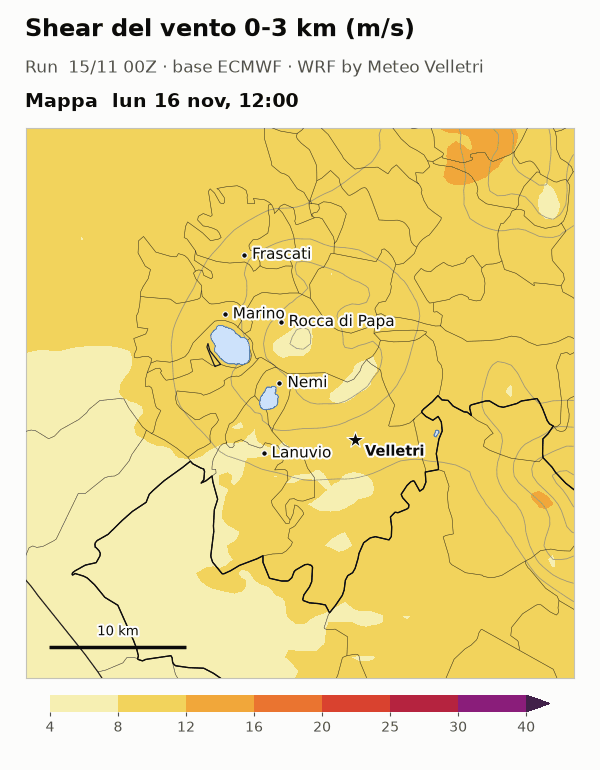 Shear del vento 0-3 km (m/s)
Run  15/11 00Z · base ECMWF · WRF by Meteo Velletri
Mappa  lun 16 nov, 12:00
Frascati
Marino
Rocca di Papa
Nemi
Velletri
Lanuvio
10 km
4 8 12 16 20 25 30 40